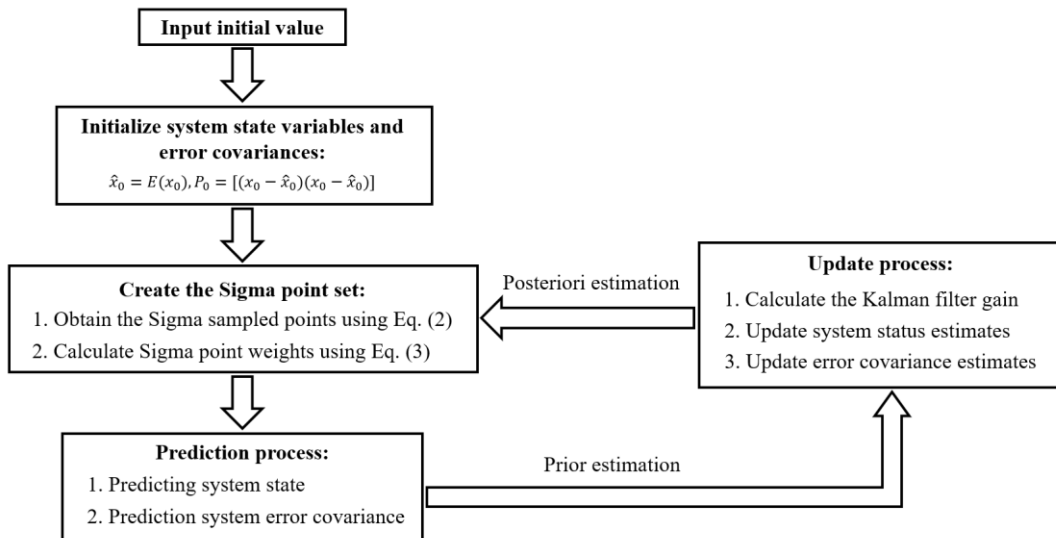 Input initial value
Initialize system state variables and
error covariances:
x̂₀ = E(x₀), P₀ = [(x₀ − x̂₀)(x₀ − x̂₀)]
Create the Sigma point set:
1. Obtain the Sigma sampled points using Eq. (2)
2. Calculate Sigma point weights using Eq. (3)
Posteriori estimation
Update process:
1. Calculate the Kalman filter gain
2. Update system status estimates
3. Update error covariance estimates
Prediction process:
1. Predicting system state
2. Prediction system error covariance
Prior estimation